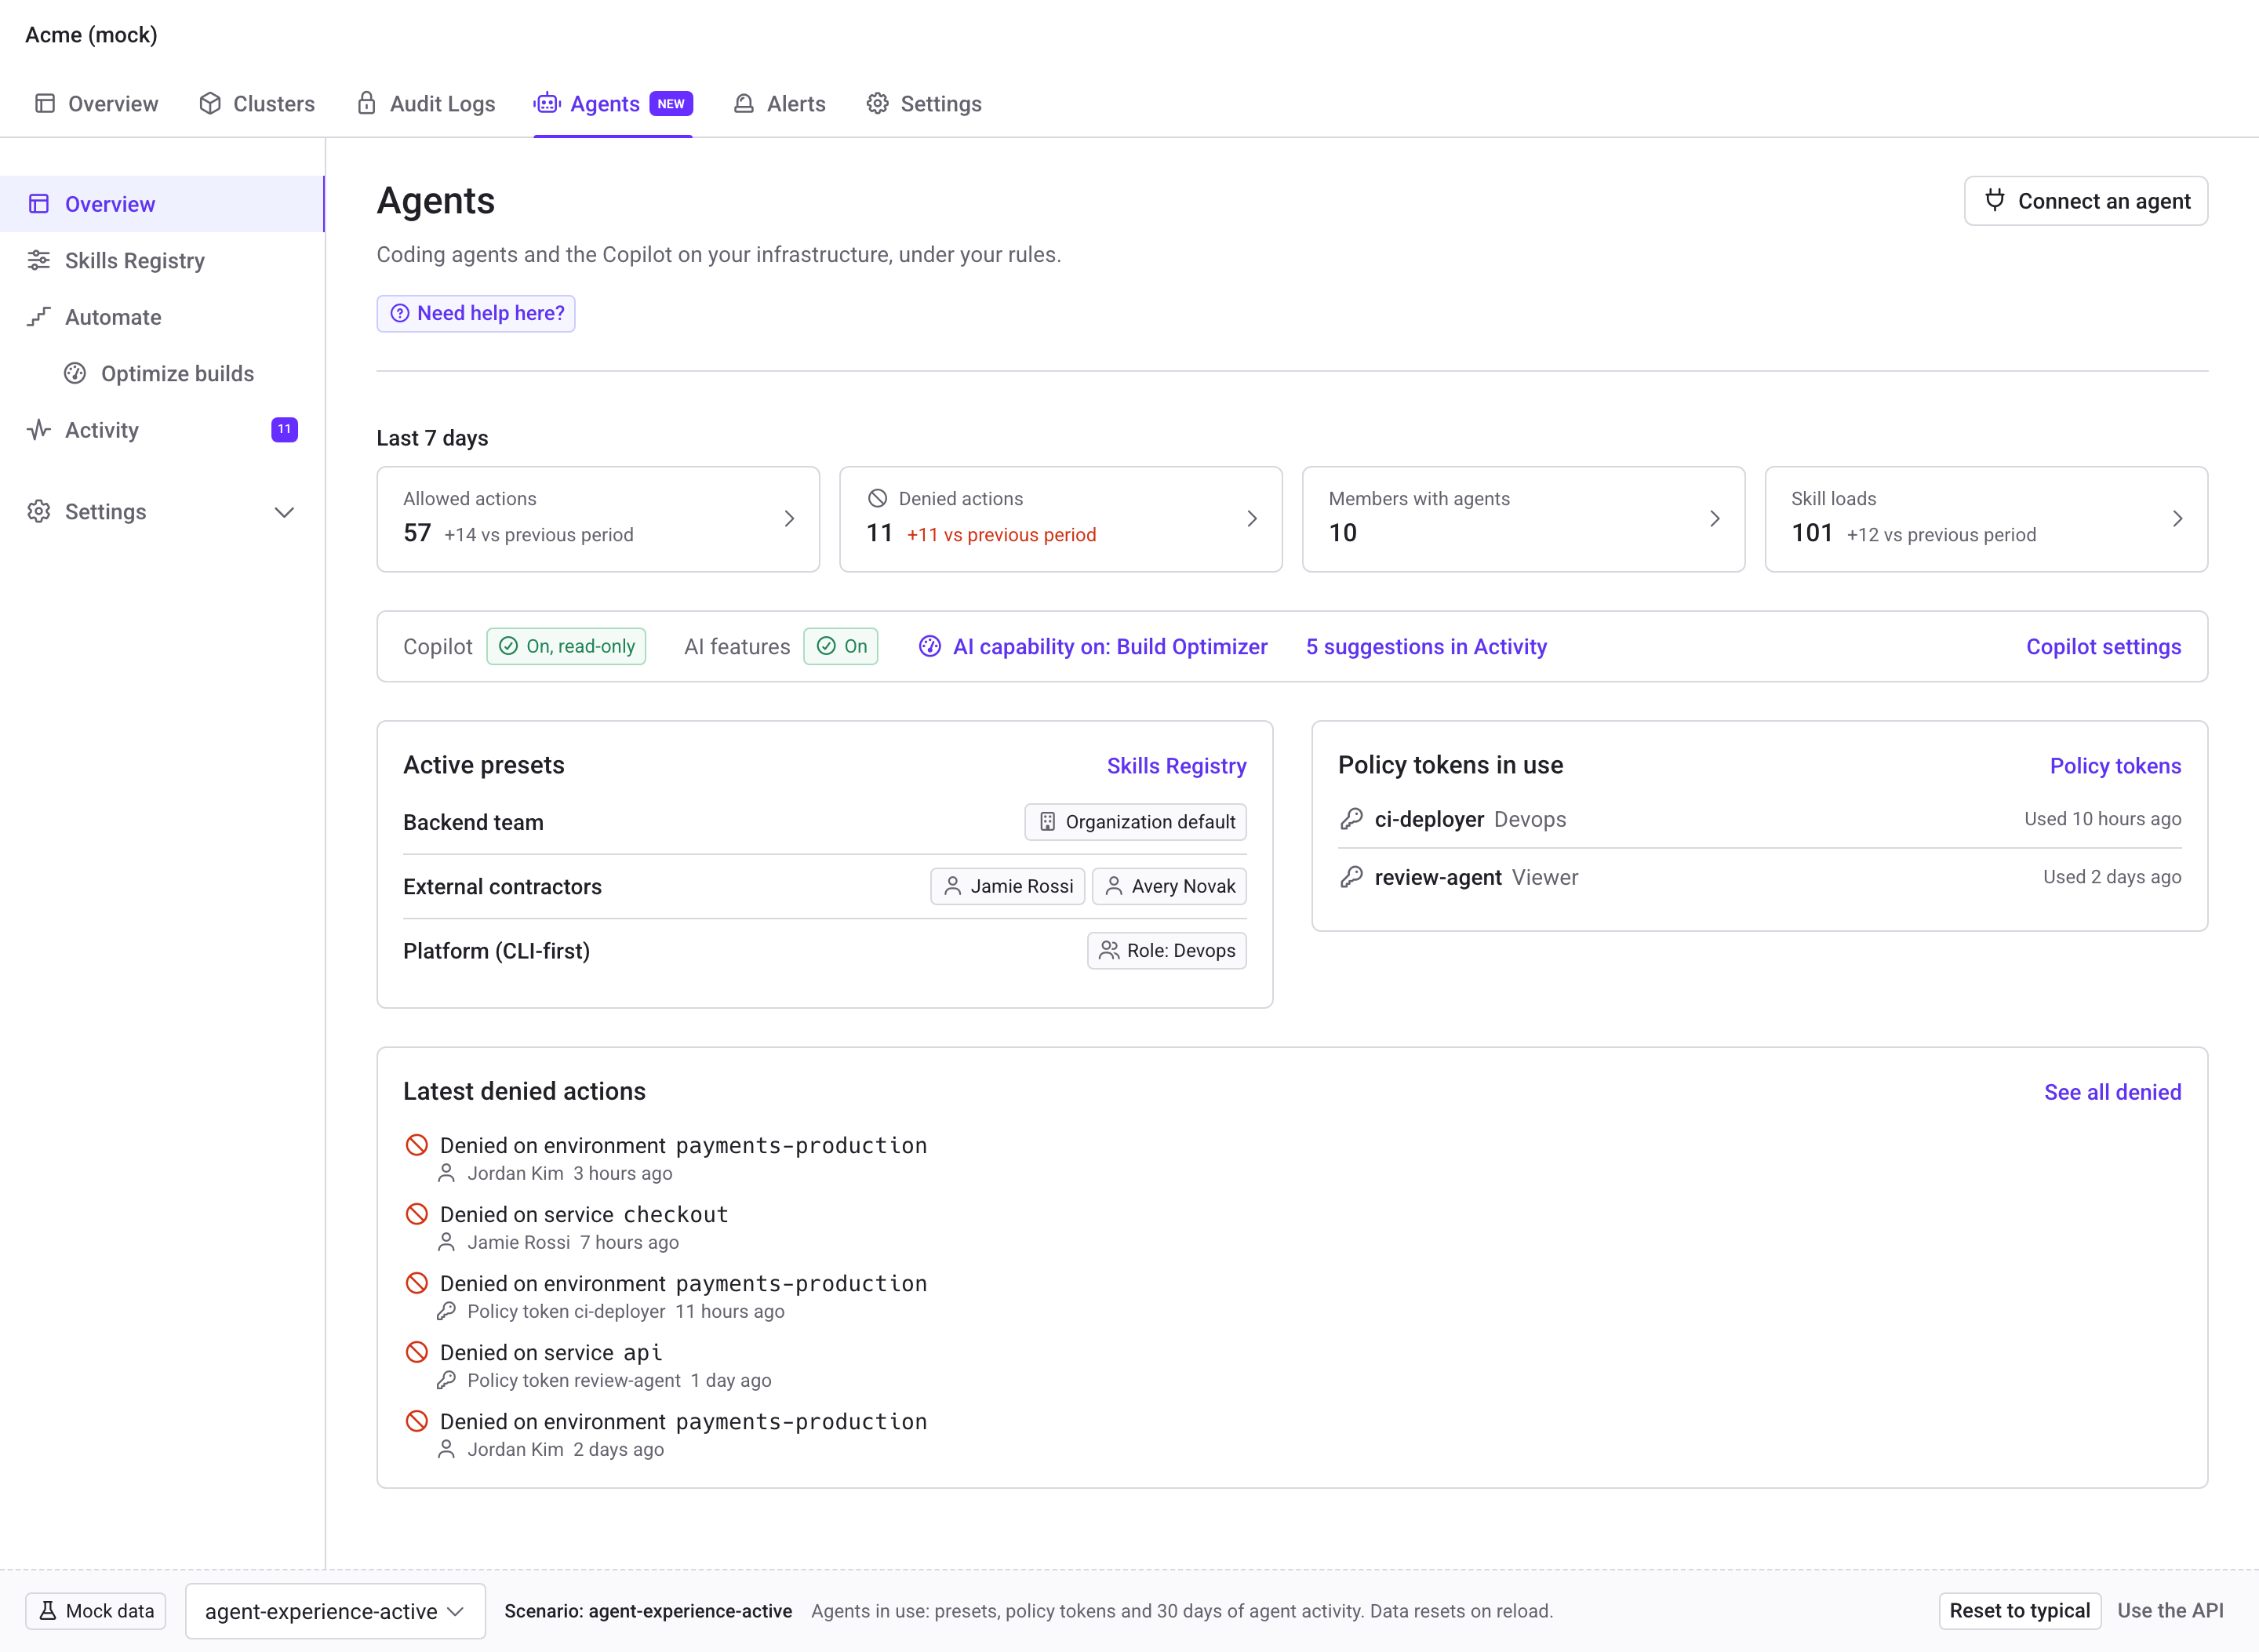 Acme (mock)
Overview
Clusters
Audit Logs
Agents NEW
Alerts
Settings
Overview
Skills Registry
Automate
Optimize builds
Activity 11
Settings
Agents
Connect an agent
Coding agents and the Copilot on your infrastructure, under your rules.
Need help here?
Last 7 days
Allowed actions
57 +14 vs previous period
Denied actions
11 +11 vs previous period
Members with agents
10
Skill loads
101 +12 vs previous period
Copilot On, read-only AI features On AI capability on: Build Optimizer 5 suggestions in Activity Copilot settings
Active presets Skills Registry
Backend team Organization default
External contractors Jamie Rossi Avery Novak
Platform (CLI-first) Role: Devops
Policy tokens in use Policy tokens
ci-deployer Devops Used 10 hours ago
review-agent Viewer Used 2 days ago
Latest denied actions See all denied
Denied on environment payments-production
Jordan Kim 3 hours ago
Denied on service checkout
Jamie Rossi 7 hours ago
Denied on environment payments-production
Policy token ci-deployer 11 hours ago
Denied on service api
Policy token review-agent 1 day ago
Denied on environment payments-production
Jordan Kim 2 days ago
Mock data agent-experience-active Scenario: agent-experience-active Agents in use: presets, policy tokens and 30 days of agent activity. Data resets on reload. Reset to typical Use the API